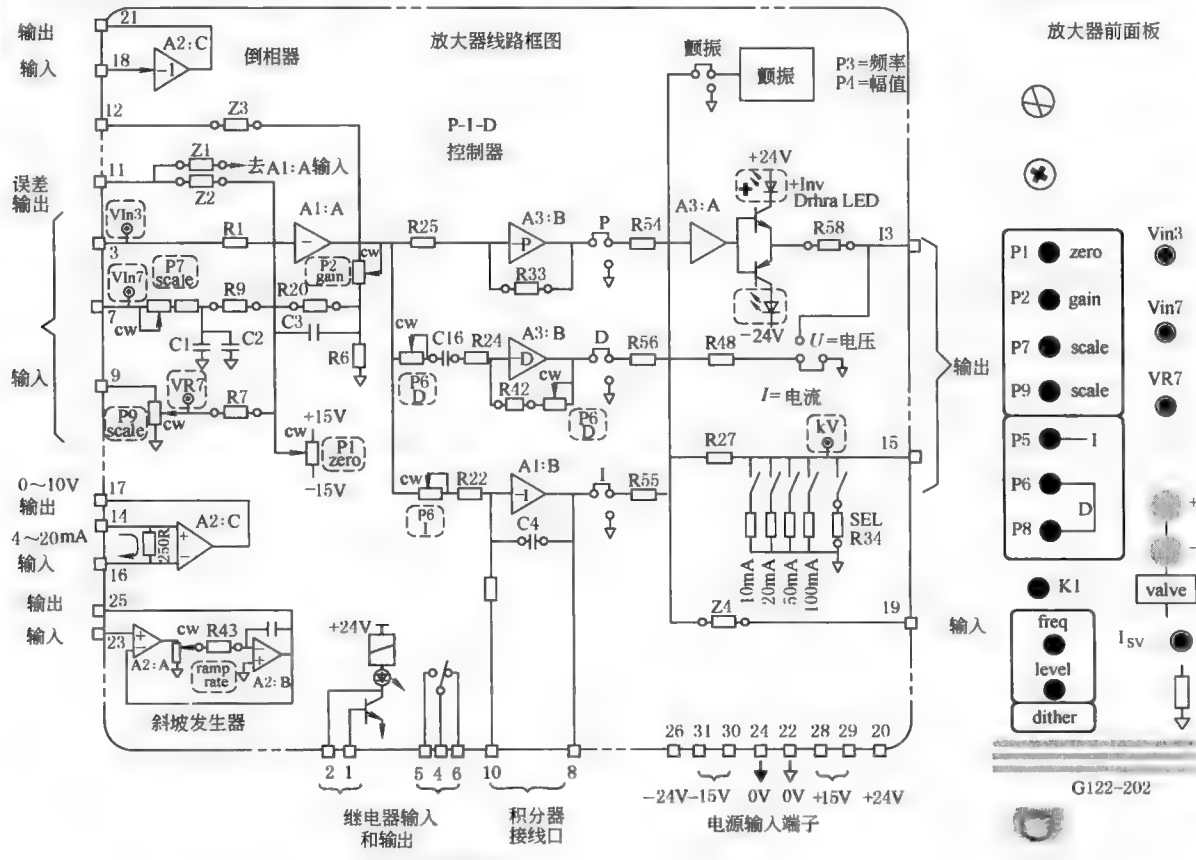 放大器线路框图
放大器前面板
21
输出
18
输入
-1
A2:C
倒相器
12
Z3
P-1-D
控制器
11
Z1
去A1:A输入
Z2
误差
输出
VIn3
3
R1
A1:A
-
P7
scale
VIn7
7
cw
R9
R20
C1
C2
C3
P2
gain
cw
R6
输入
9
VR7
R7
P9
scale
cw
+15V
cw
P1
zero
-15V
R25
A3:B
-P
R33
P
R54
cw
C16
R24
A3:B
-D
D
R56
P6
D
R42
cw
P6
D
cw
R22
A1:B
-I
I
R55
P6
1
C4
颤振
颤振
P3=频率
P4=幅值
+24V
+Inv
Drhra LED
A3:A
R58
I3
-24V
R48
U=电压
I=电流
输出
R27
kV
15
SEL
R34
10mA
20mA
50mA
100mA
Z4
19
输入
0～10V
17
输出
14
4～20mA
250R
A2:C
+
-
输入
16
输出
25
输入
23
+
-
A2:A
cw
R43
ramp
rate
-
+
A2:B
斜坡发生器
+24V
2
1
5
4
6
10
8
继电器输入
和输出
积分器
接线口
26
31
30
24
22
28
29
20
-24V
-15V
0V
0V
+15V
+24V
电源输入端子
P1
zero
P2
gain
P7
scale
P9
scale
P5
I
P6
D
P8
K1
freq
level
dither
Vin3
Vin7
VR7
+
-
valve
I SV
G122-202